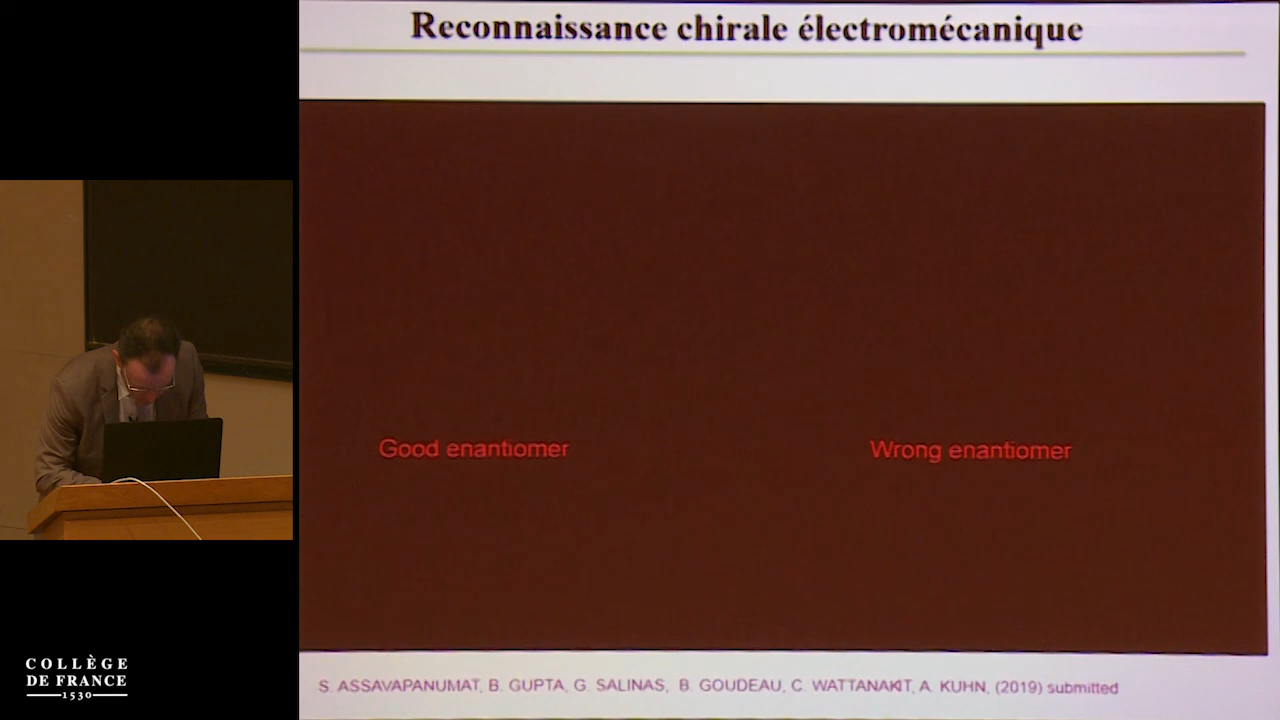 Reconnaissance chirale électromécanique
Good enantiomer
Wrong enantiomer
S. ASSAVAPANUMAT, B. GUPTA, G. SALINAS, B. GOUDEAU, C. WATTANAKIT, A. KUHN, (2019) submitted
COLLÈGE
DE FRANCE
1530